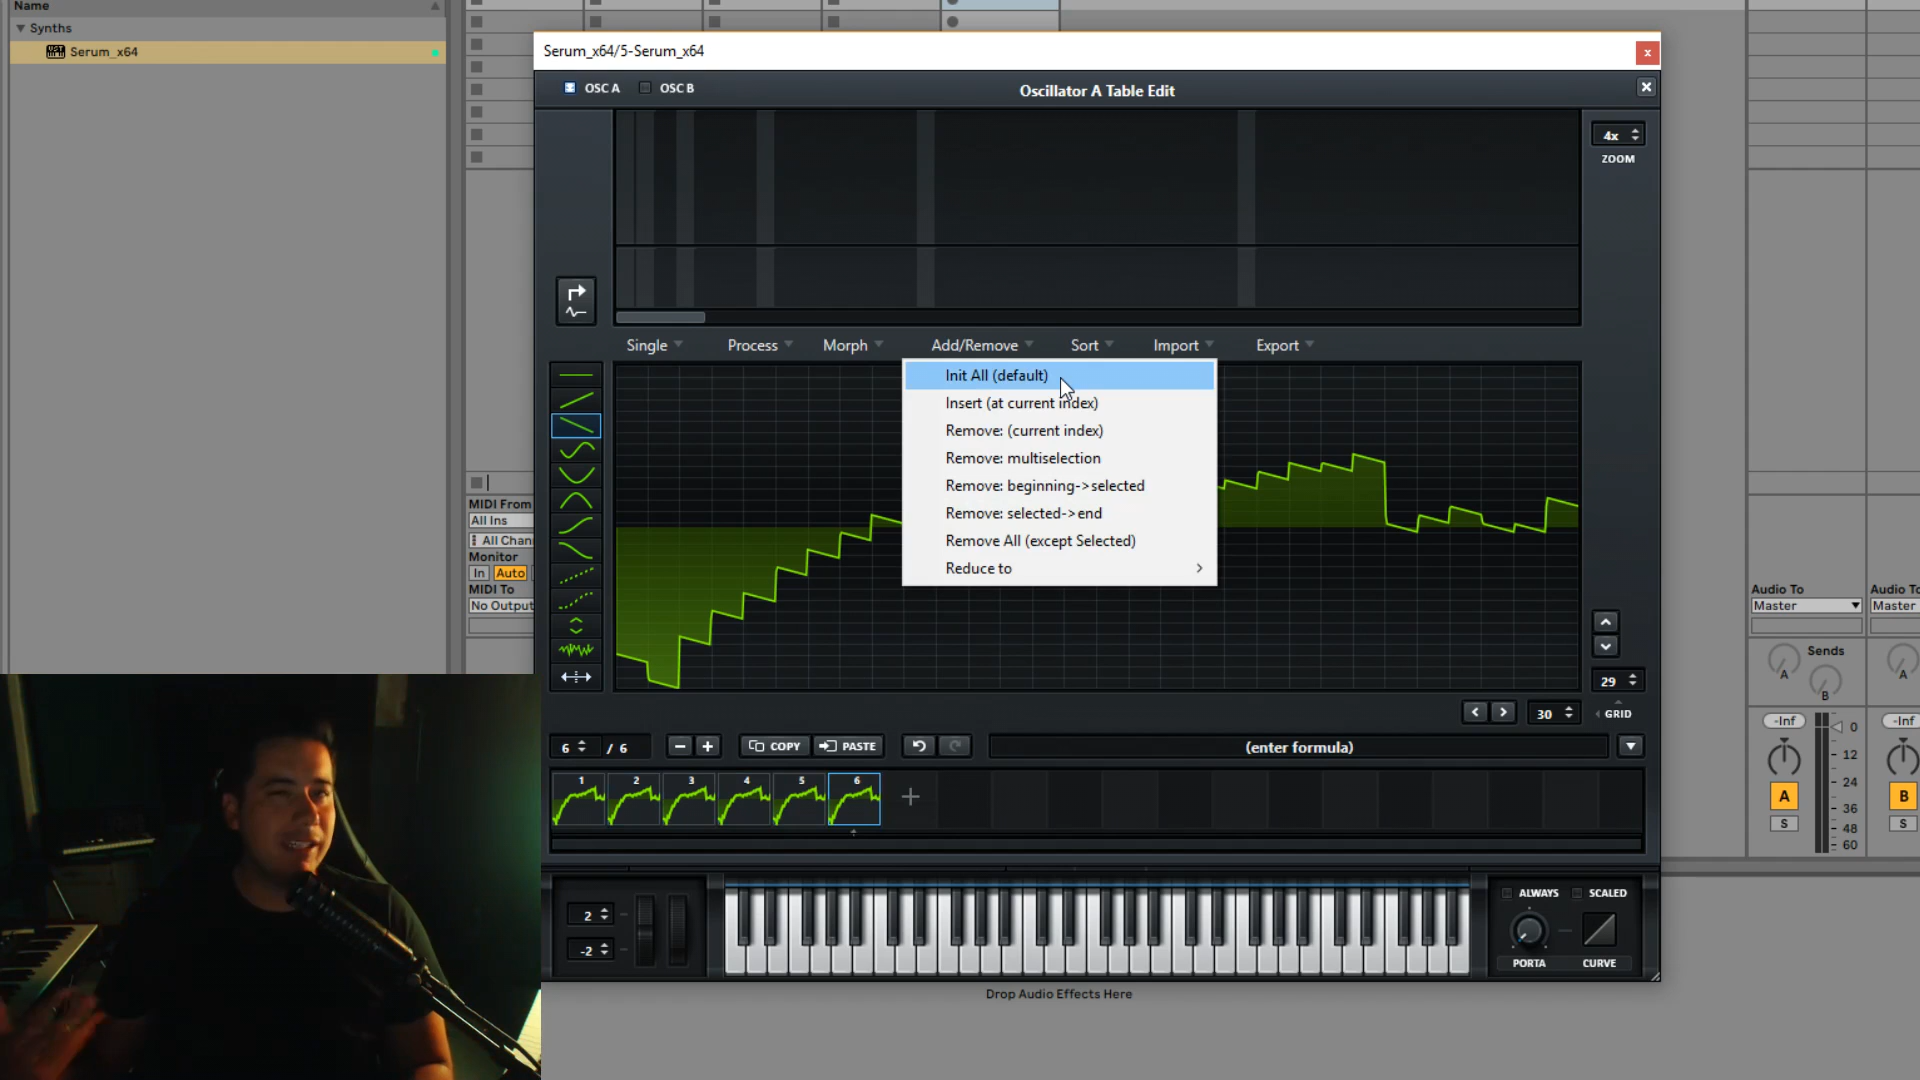 Name
Synths
Serum_x64
Serum_x64/5-Serum_x64
x
OSC A
OSC B
Oscillator A Table Edit
4x
ZOOM
Single
Process
Morph
Add/Remove
Sort
Import
Export
Init All (default)
Insert (at current index)
Remove: (current index)
Remove: multiselection
Remove: beginning->selected
Remove: selected->end
Remove All (except Selected)
Reduce to
MIDI From
All Ins
All Chan
Monitor
In
Auto
MIDI To
No Output
29
30
GRID
6
/ 6
COPY
PASTE
(enter formula)
1
2
3
4
5
6
2
-2
ALWAYS
SCALED
PORTA
CURVE
Drop Audio Effects Here
Audio To
Audio To
Master
Master
Sends
A
A
B
-Inf
-Inf
0
12
24
36
48
60
A
B
S
S